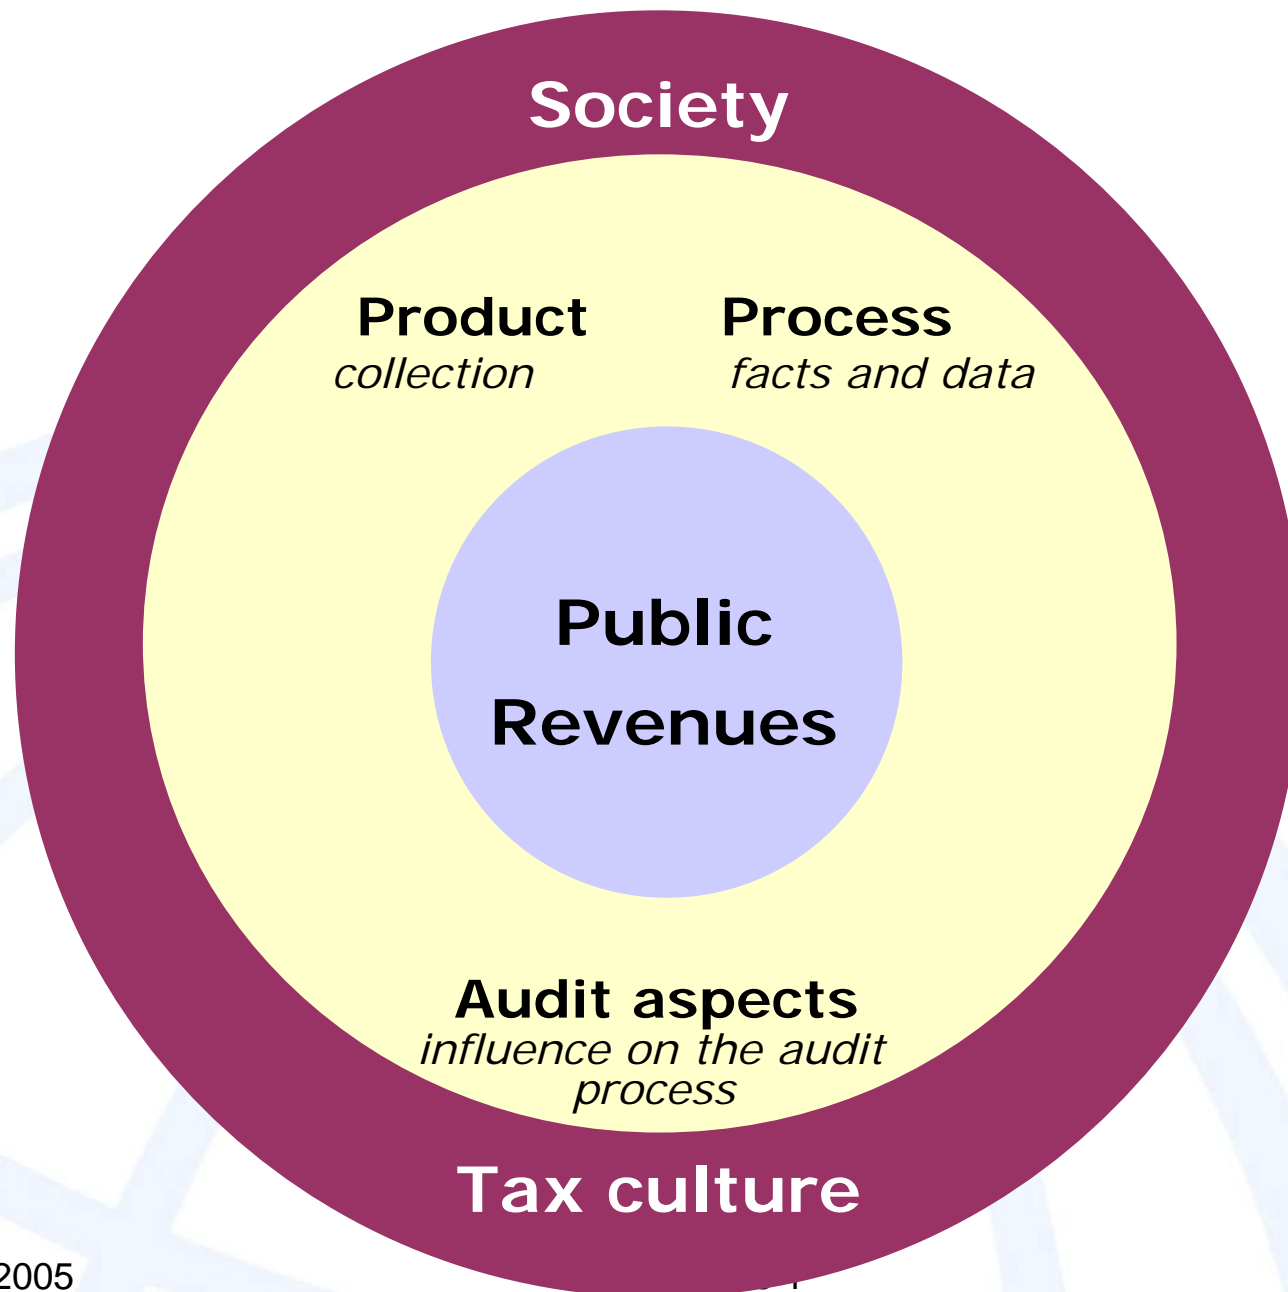 Society
Product Process
collection facts and data
Public
Revenues
Audit aspects
influence on the audit
process
Tax culture
2005